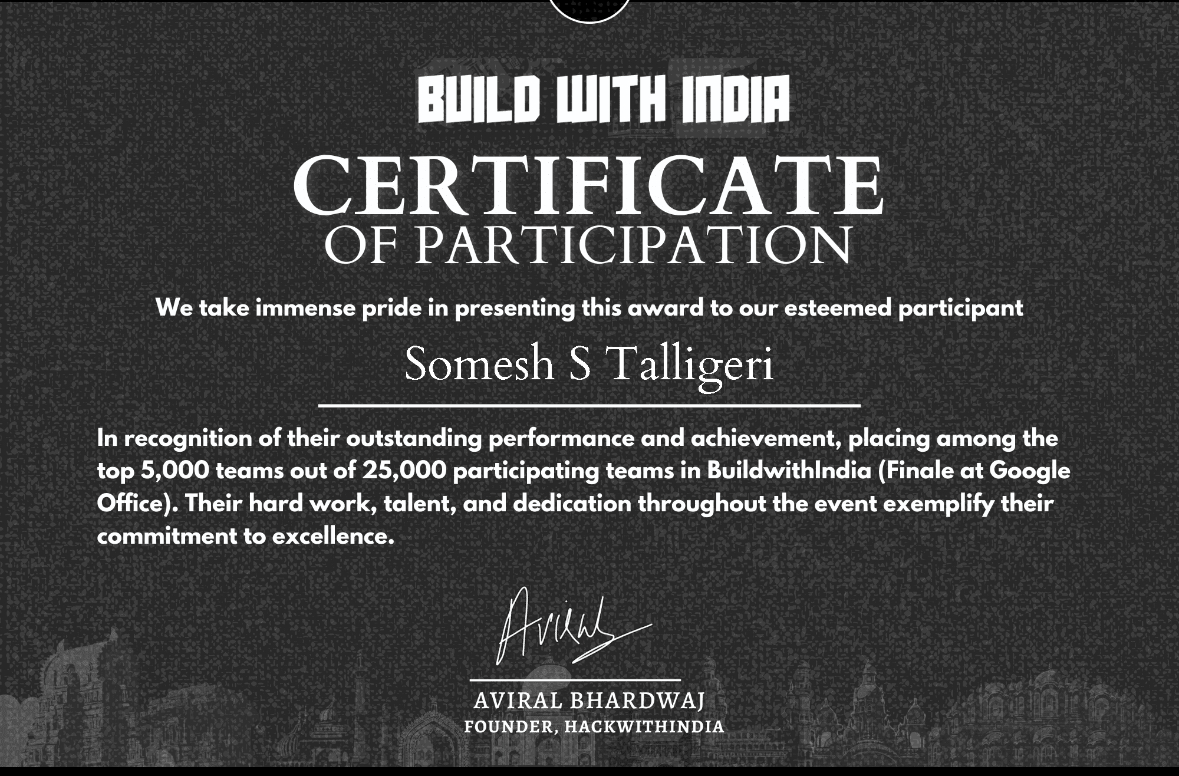 BUILD WITH INDIA
CERTIFICATE
OF PARTICIPATION
We take immense pride in presenting this award to our esteemed participant
Somesh S Talligeri
In recognition of their outstanding performance and achievement, placing among the
top 5,000 teams out of 25,000 participating teams in BuildwithIndia (Finale at Google
Office). Their hard work, talent, and dedication throughout the event exemplify their
commitment to excellence.
Aviral
AVIRAL BHARDWAJ
FOUNDER, HACKWITHINDIA